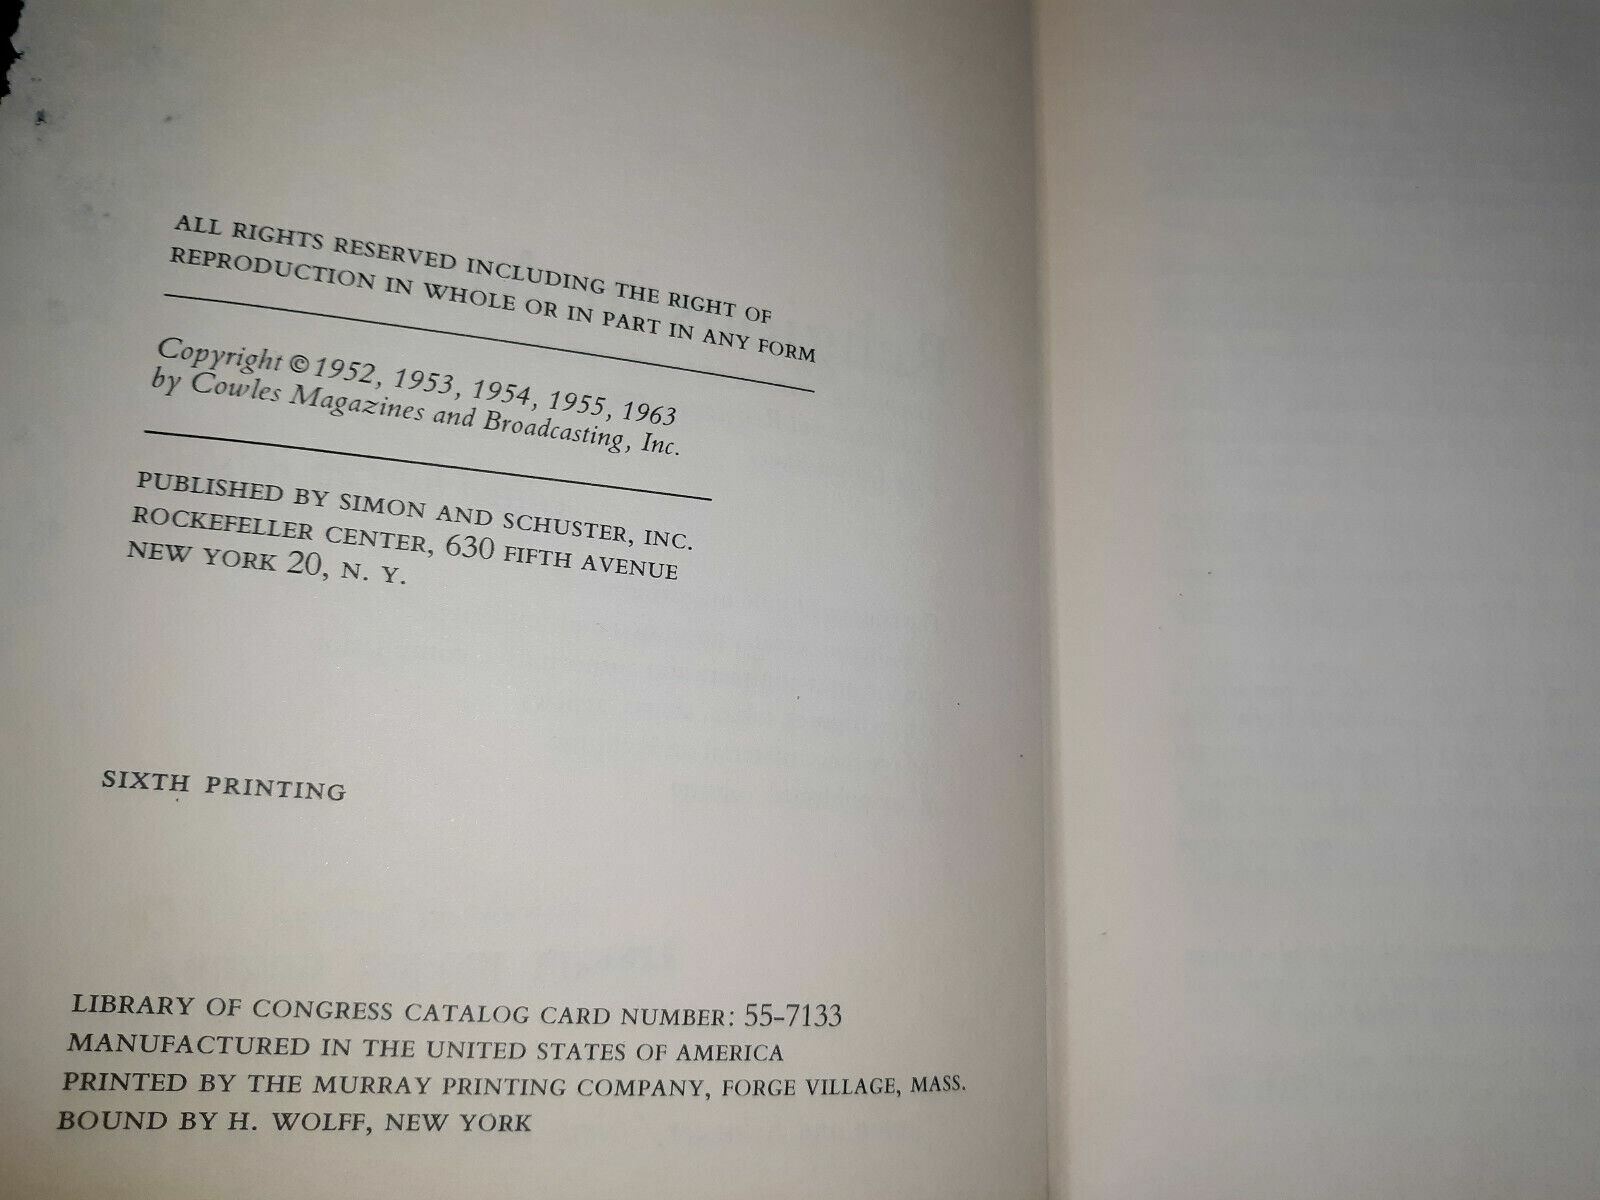 ALL RIGHTS RESERVED INCLUDING THE RIGHT OF
REPRODUCTION IN WHOLE OR IN PART IN ANY FORM
Copyright © 1952, 1953, 1954, 1955, 1963
by Cowles Magazines and Broadcasting, Inc.
PUBLISHED BY SIMON AND SCHUSTER, INC.
ROCKEFELLER CENTER, 630 FIFTH AVENUE
NEW YORK 20, N. Y.
SIXTH PRINTING
LIBRARY OF CONGRESS CATALOG CARD NUMBER: 55-7133
MANUFACTURED IN THE UNITED STATES OF AMERICA
PRINTED BY THE MURRAY PRINTING COMPANY, FORGE VILLAGE, MASS.
BOUND BY H. WOLFF, NEW YORK